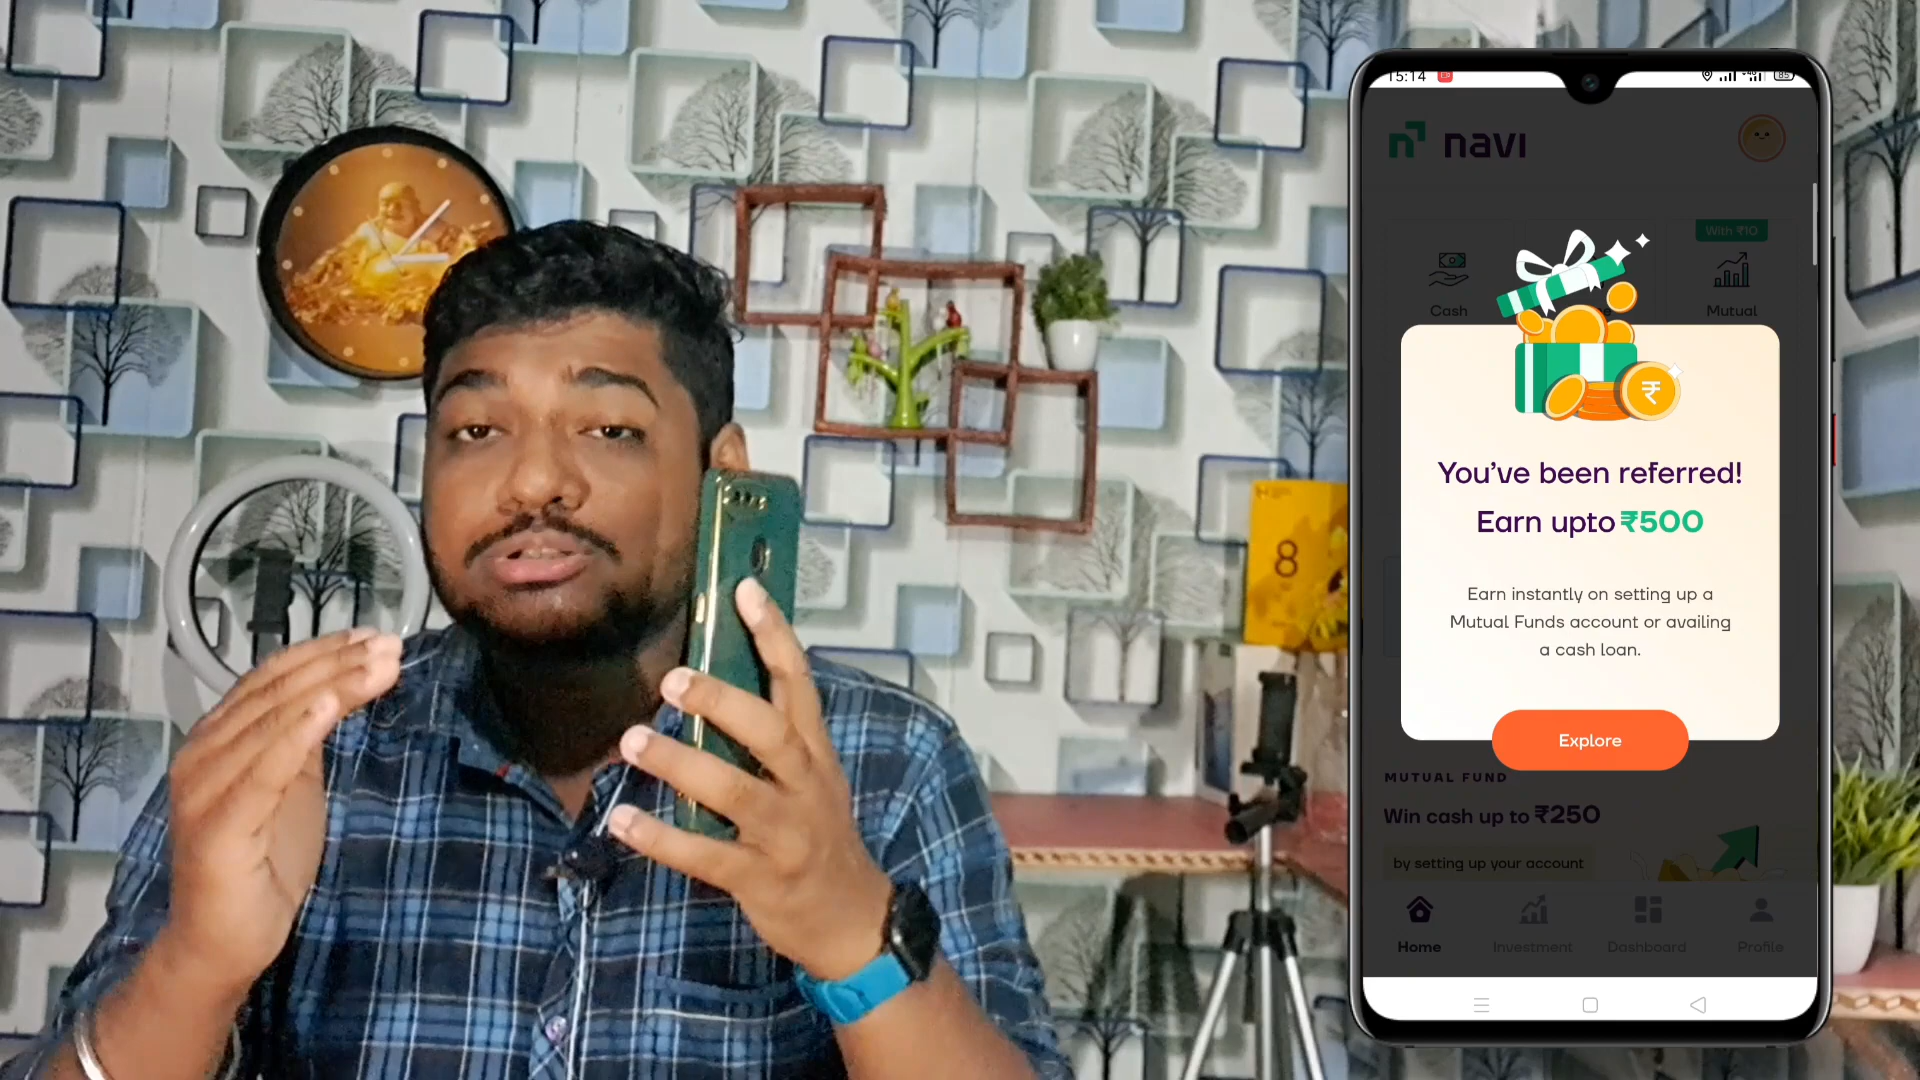 8
15:14
85
navi
With ₹10
Cash
Mutual
You've been referred!
Earn upto ₹500
Earn instantly on setting up a
Mutual Funds account or availing
a cash loan.
Explore
MUTUAL FUND
Win cash up to ₹250
by setting up your account
Home
Investment
Dashboard
Profile